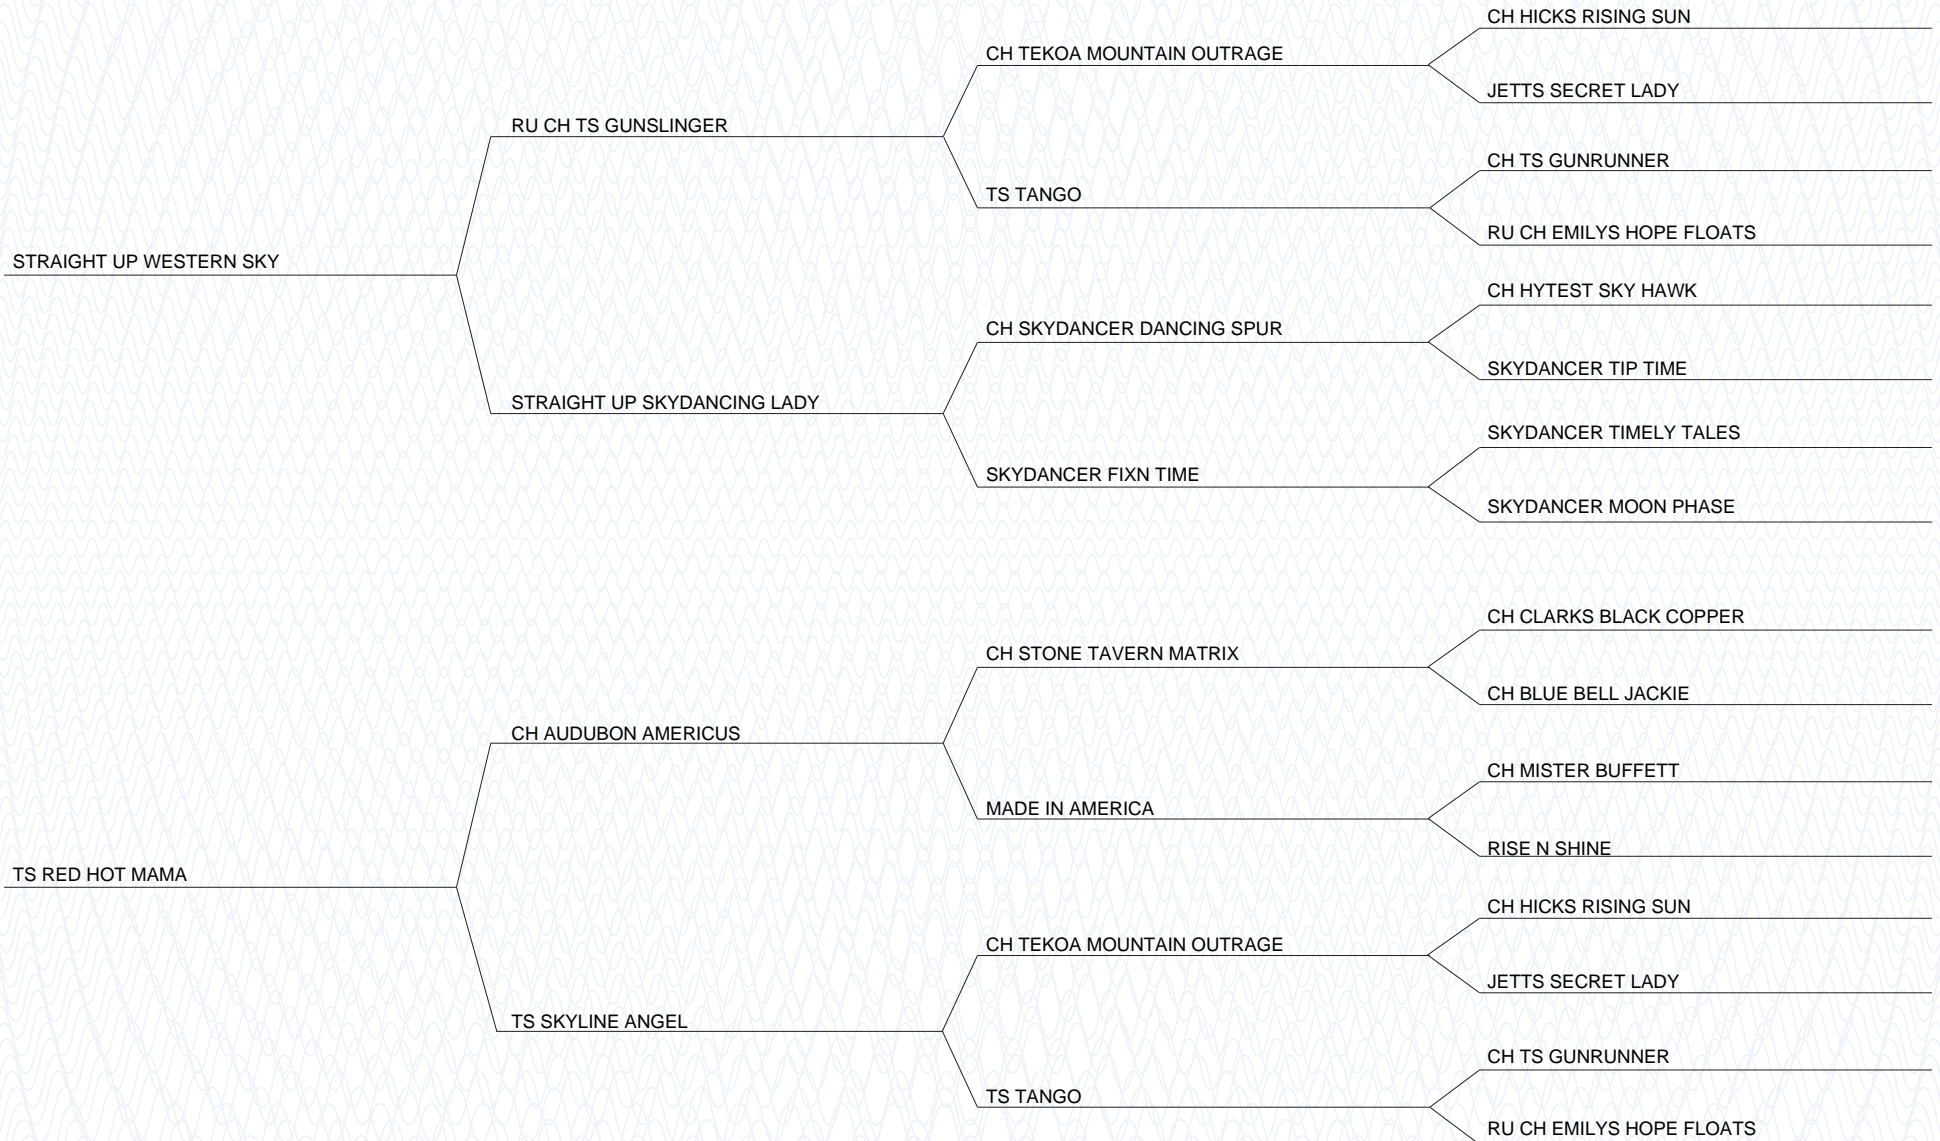 CH HICKS RISING SUN
CH TEKOA MOUNTAIN OUTRAGE
JETTS SECRET LADY
RU CH TS GUNSLINGER
CH TS GUNRUNNER
TS TANGO
RU CH EMILYS HOPE FLOATS
STRAIGHT UP WESTERN SKY
CH HYTEST SKY HAWK
CH SKYDANCER DANCING SPUR
SKYDANCER TIP TIME
STRAIGHT UP SKYDANCING LADY
SKYDANCER TIMELY TALES
SKYDANCER FIXN TIME
SKYDANCER MOON PHASE
CH CLARKS BLACK COPPER
CH STONE TAVERN MATRIX
CH BLUE BELL JACKIE
CH AUDUBON AMERICUS
CH MISTER BUFFETT
MADE IN AMERICA
RISE N SHINE
TS RED HOT MAMA
CH HICKS RISING SUN
CH TEKOA MOUNTAIN OUTRAGE
JETTS SECRET LADY
TS SKYLINE ANGEL
CH TS GUNRUNNER
TS TANGO
RU CH EMILYS HOPE FLOATS